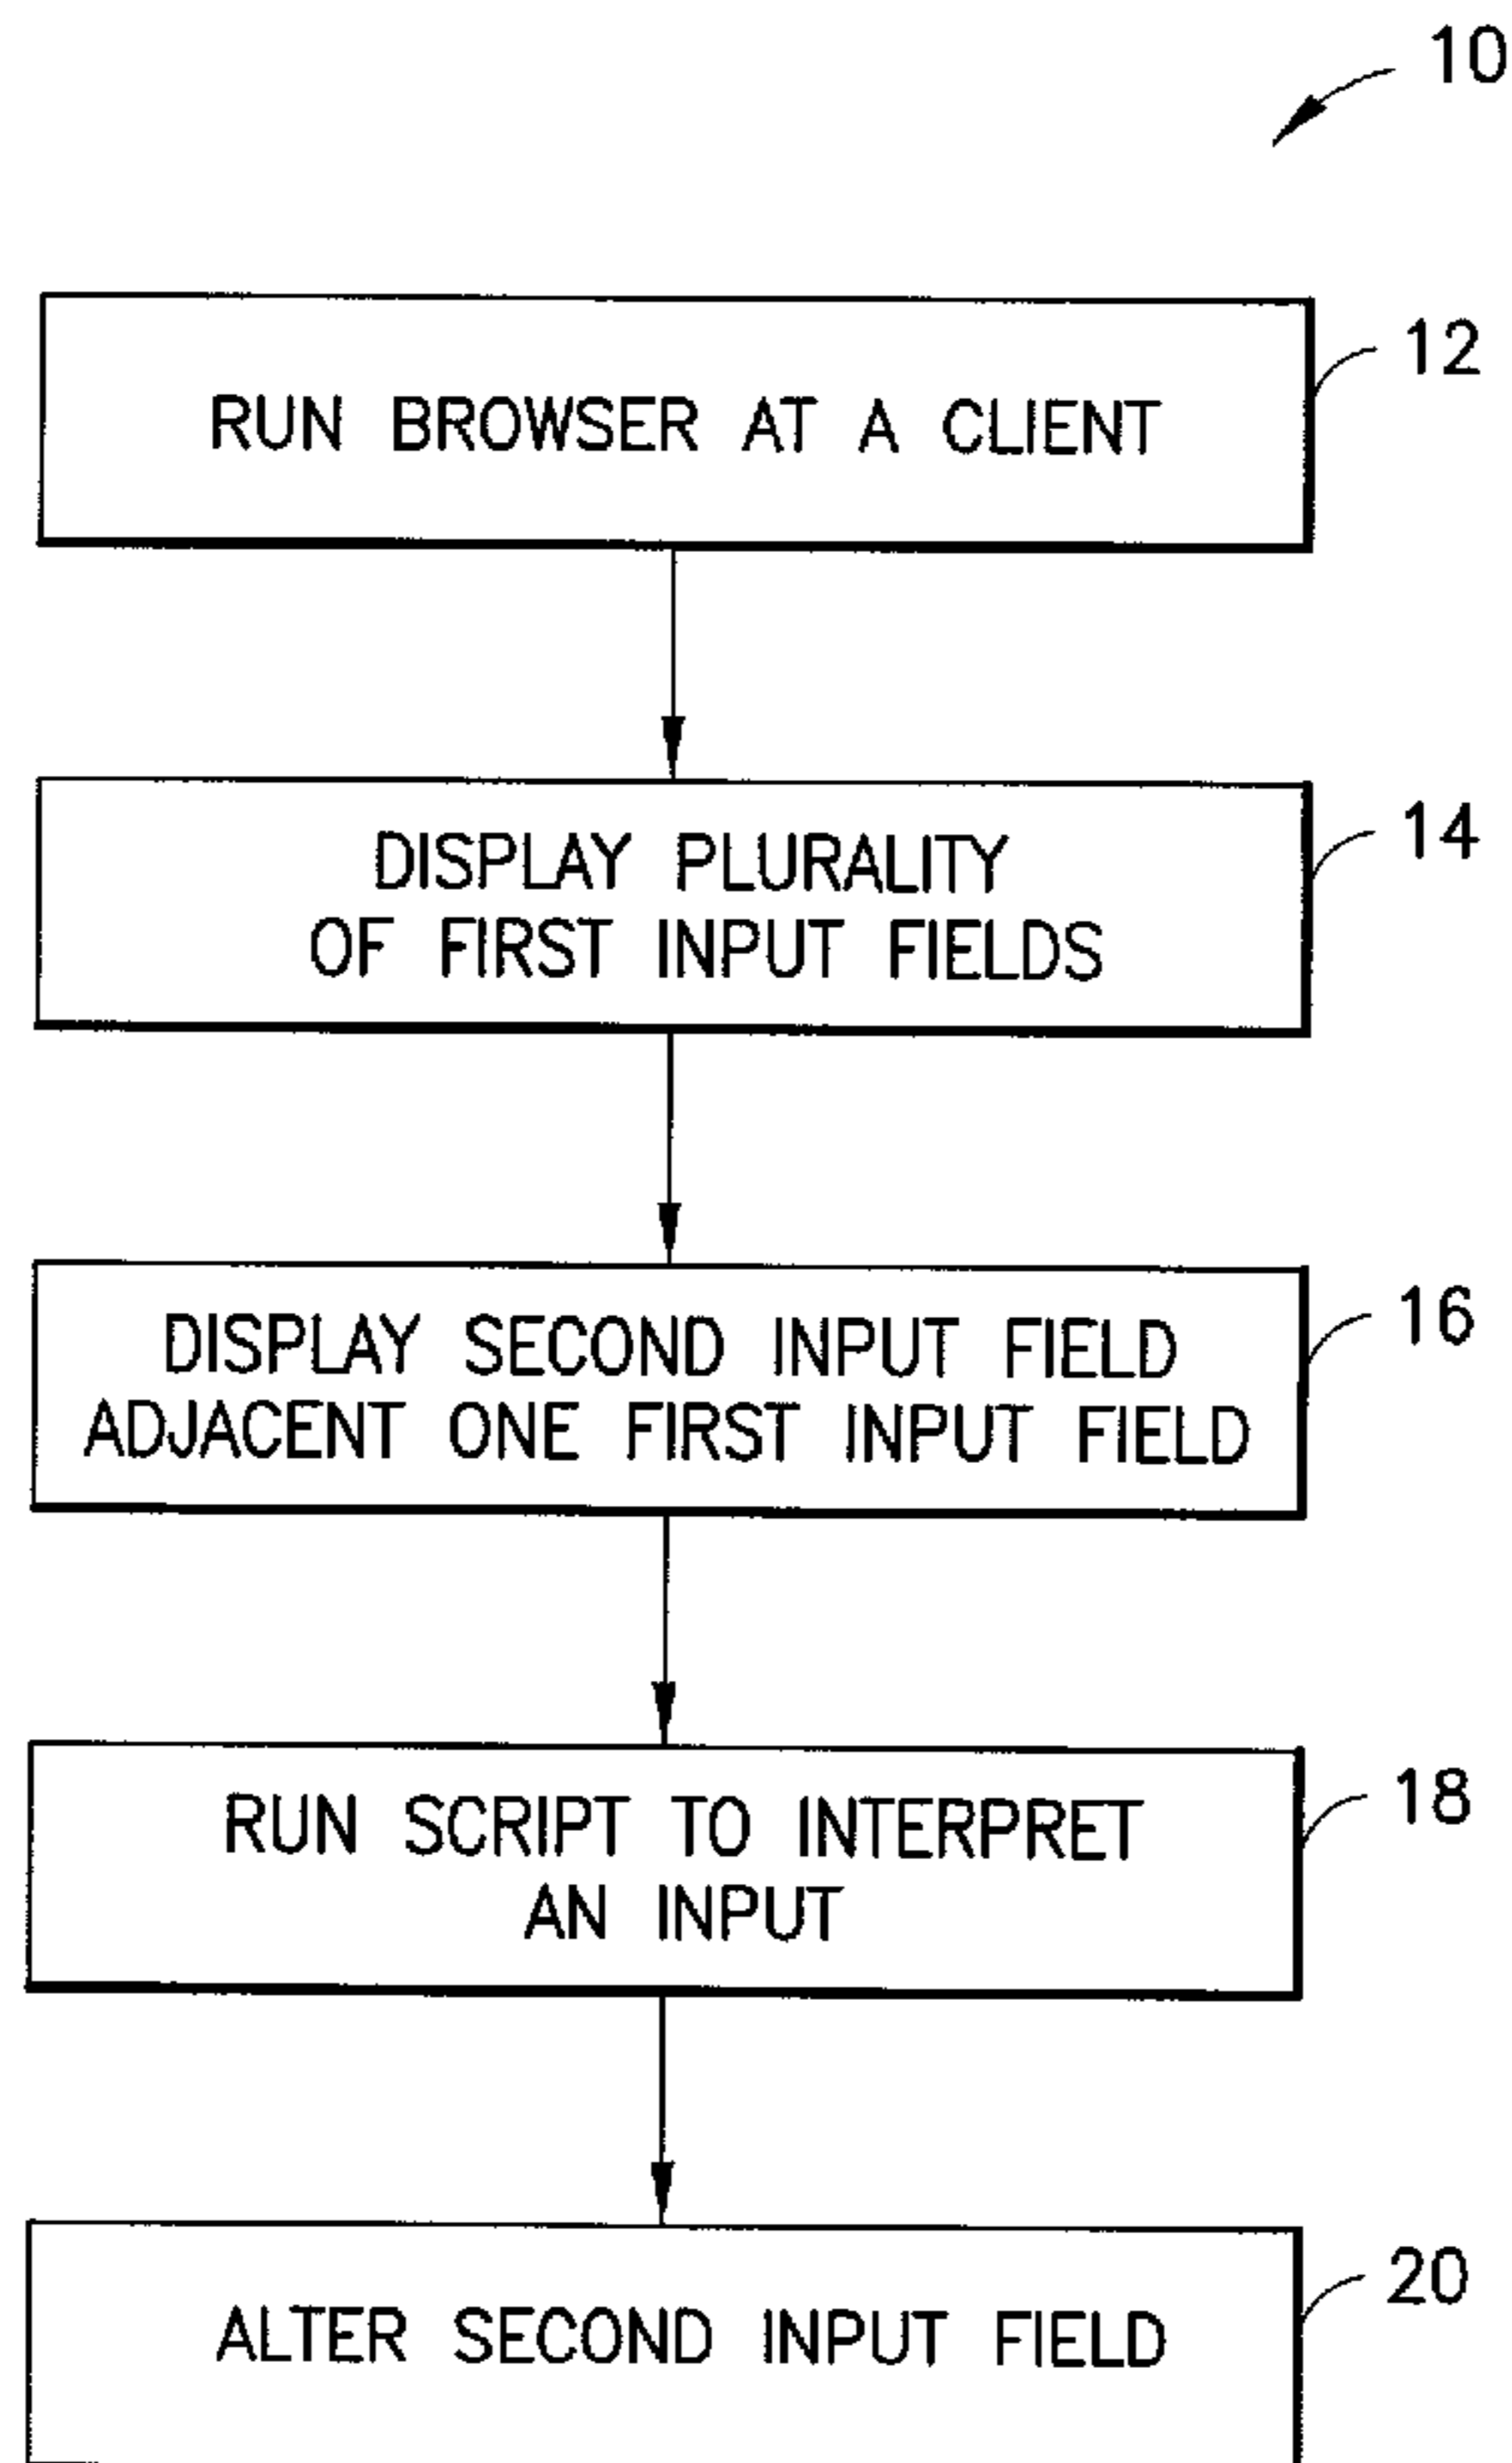 10
RUN BROWSER AT A CLIENT
12
DISPLAY PLURALITY
OF FIRST INPUT FIELDS
14
DISPLAY SECOND INPUT FIELD
ADJACENT ONE FIRST INPUT FIELD
16
RUN SCRIPT TO INTERPRET
AN INPUT
18
ALTER SECOND INPUT FIELD
20